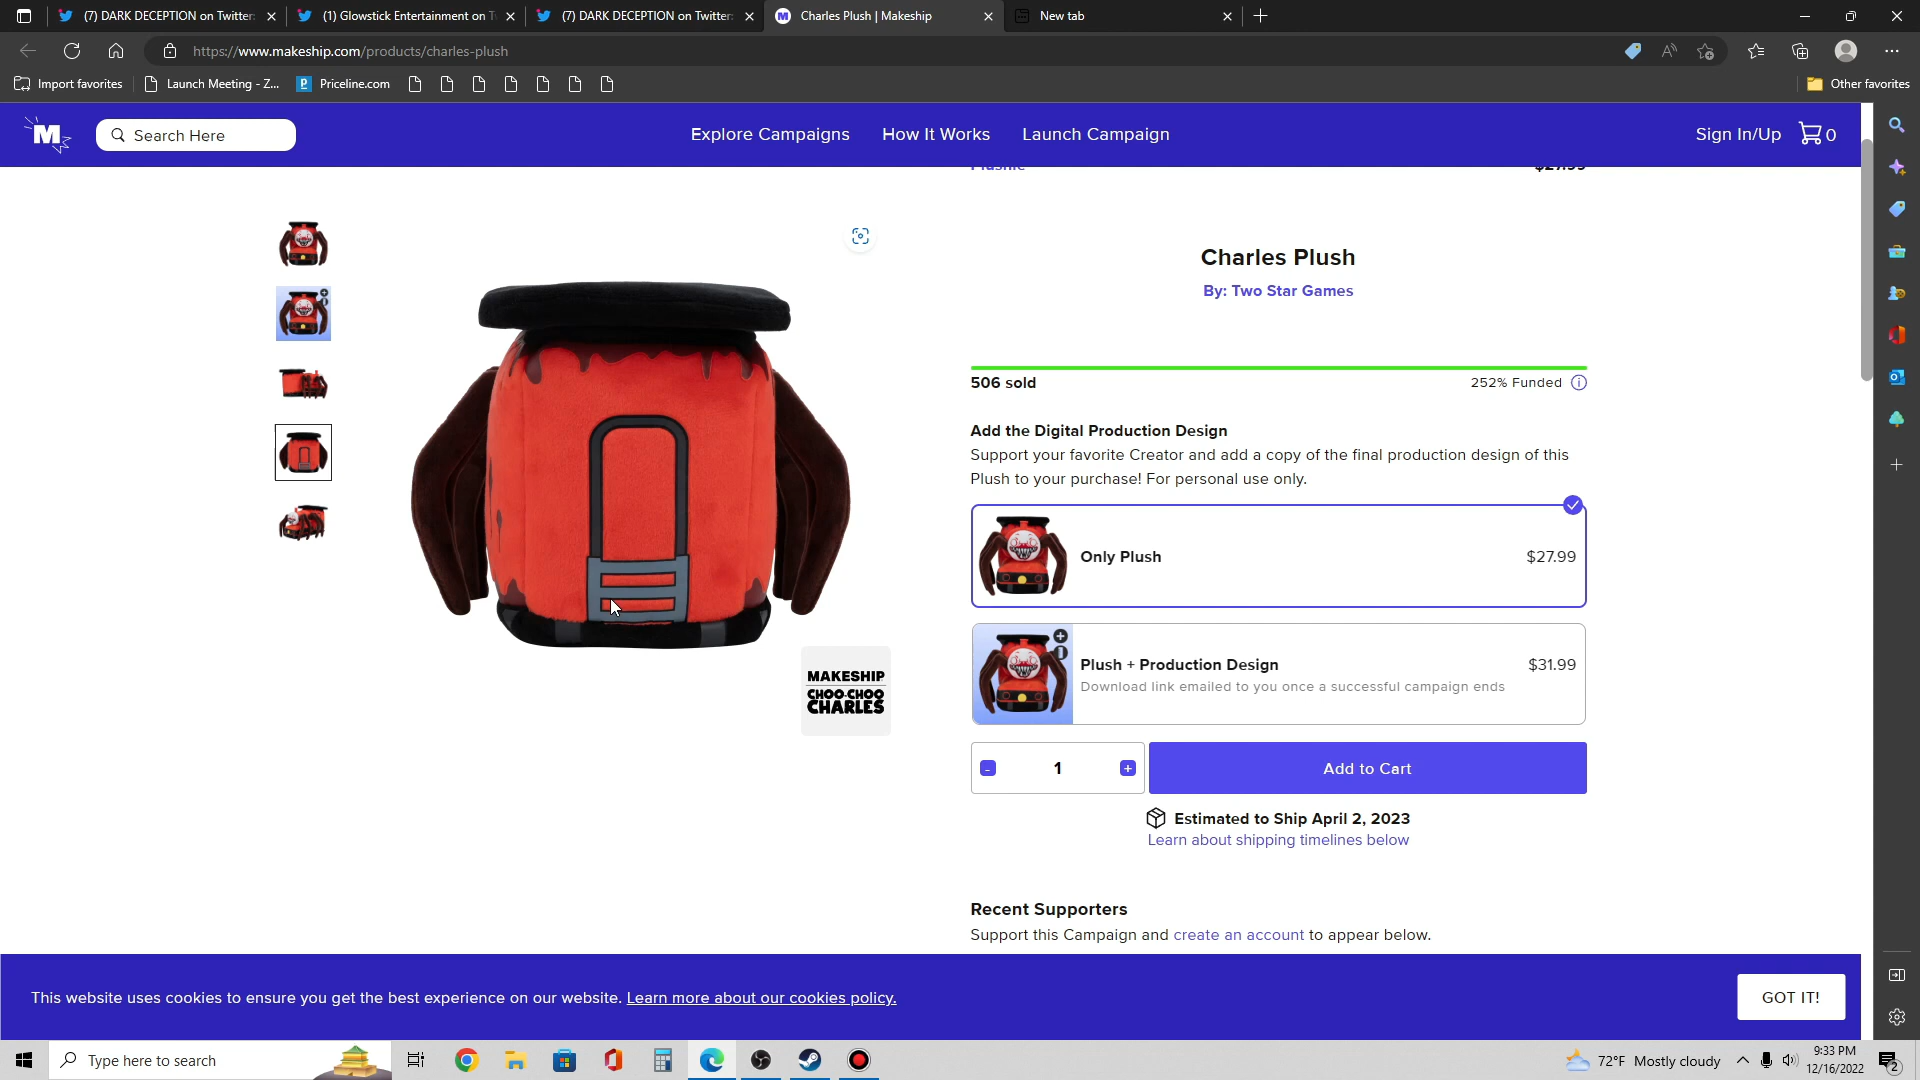 (7) DARK DECEPTION on Twitter:
(1) Glowstick Entertainment on T
(7) DARK DECEPTION on Twitter:
Charles Plush | Makeship
New tab
https://www.makeship.com/products/charles-plush
Import favorites
Launch Meeting - Z...
Priceline.com
Other favorites
M
Search Here
Explore Campaigns
How It Works
Launch Campaign
Sign In/Up
0
Plushie
$27.99
Charles Plush
By: Two Star Games
506 sold
252% Funded
Add the Digital Production Design
Support your favorite Creator and add a copy of the final production design of this
Plush to your purchase! For personal use only.
Only Plush
$27.99
Plush + Production Design
$31.99
Download link emailed to you once a successful campaign ends
MAKESHIP
CHOO-CHOO
CHARLES
- 1 +
Add to Cart
Estimated to Ship April 2, 2023
Learn about shipping timelines below
Recent Supporters
Support this Campaign and create an account to appear below.
This website uses cookies to ensure you get the best experience on our website. Learn more about our cookies policy.
GOT IT!
Type here to search
72°F Mostly cloudy
9:33 PM
12/16/2022
2